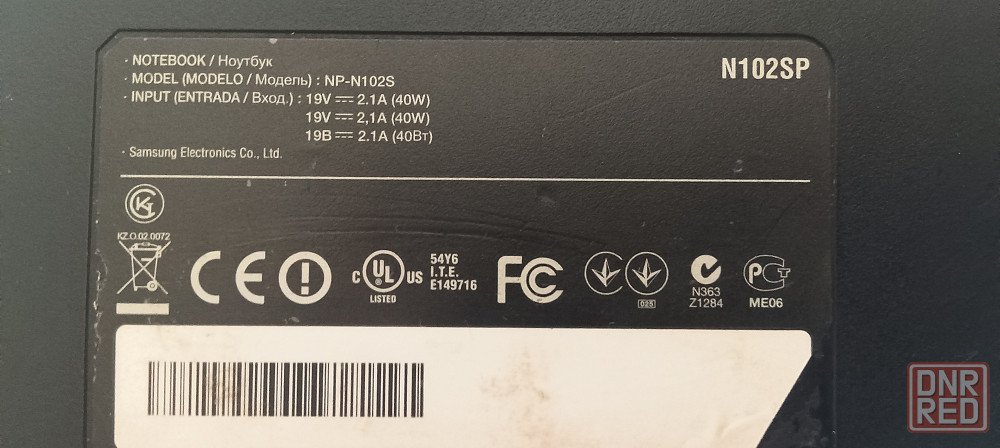 · NOTEBOOK / Ноутбук
· MODEL (MODELO / Модель) : NP-N102S
· INPUT (ENTRADA / Вход.) : 19V 2.1A (40W)
19V 2,1A (40W)
19В 2.1A (40Вт)
· Samsung Electronics Co., Ltd.
N102SP
KZ.O.02.0072
CE
C UL US
LISTED
54Y6
I.T.E.
E149716
FC
025
N363
Z1284
РСТ
ME06
DNR
RED